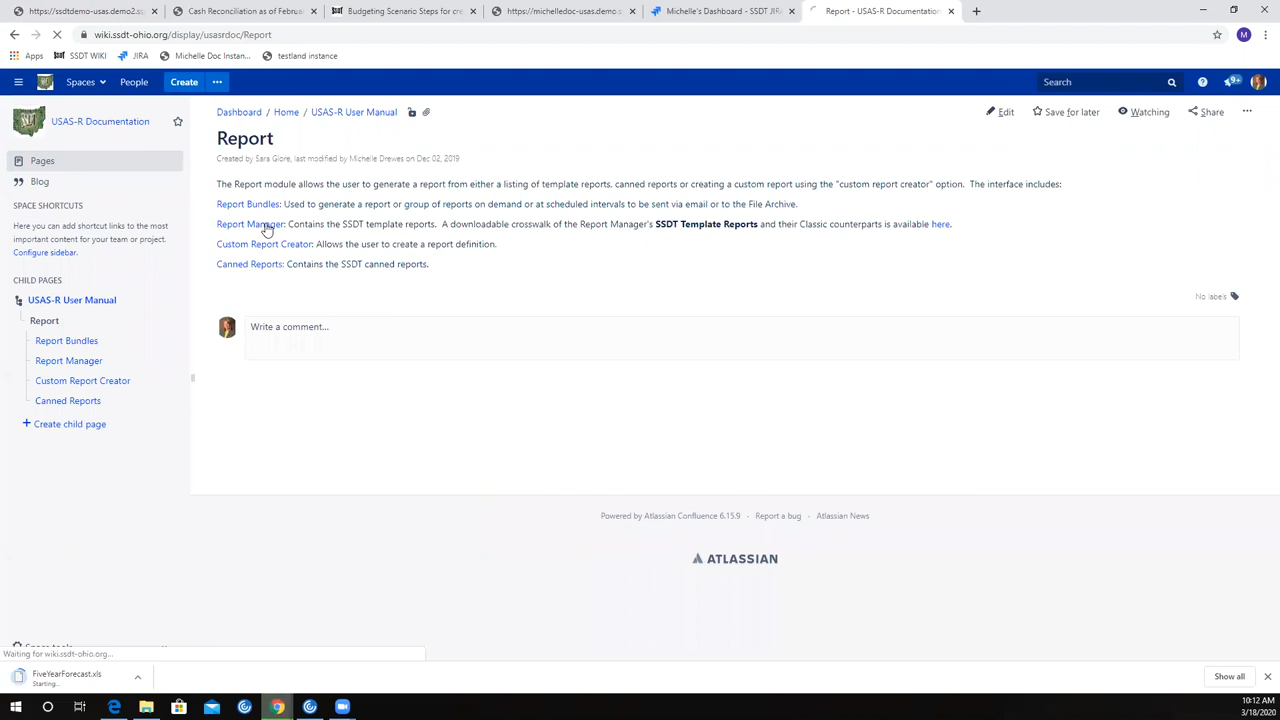 https://ssdtdemo-usas.demo2.ss
Cash Reconciliation as of Februa
Budgeting Scenario Steps for cre
https://michelledoc-usas.demo.s
Michelle's Dashboard - SSDT JIRA
Report - USAS-R Documentation
wiki.ssdt-ohio.org/display/usasrdoc/Report
M
Apps
SSDT WIKI
JIRA
Michelle Doc Instan...
testland instance
Spaces
People
Create
Search
9+
USAS-R Documentation
Dashboard / Home / USAS-R User Manual
Edit
Save for later
Watching
Share
Report
Created by Sara Glore, last modified by Michelle Drewes on Dec 02, 2019
Pages
Blog
SPACE SHORTCUTS
Here you can add shortcut links to the most
important content for your team or project.
Configure sidebar.
CHILD PAGES
USAS-R User Manual
Report
Report Bundles
Report Manager
Custom Report Creator
Canned Reports
Create child page
The Report module allows the user to generate a report from either a listing of template reports, canned reports or creating a custom report using the "custom report creator" option. The interface includes:
Report Bundles: Used to generate a report or group of reports on demand or at scheduled intervals to be sent via email or to the File Archive.
Report Manager: Contains the SSDT template reports. A downloadable crosswalk of the Report Manager's SSDT Template Reports and their Classic counterparts is available here.
Custom Report Creator: Allows the user to create a report definition.
Canned Reports: Contains the SSDT canned reports.
No labels
Write a comment...
Powered by Atlassian Confluence 6.15.9 · Report a bug · Atlassian News
ATLASSIAN
Space tools
Waiting for wiki.ssdt-ohio.org...
FiveYearForecast.xls
Starting...
Show all
10:12 AM
3/18/2020